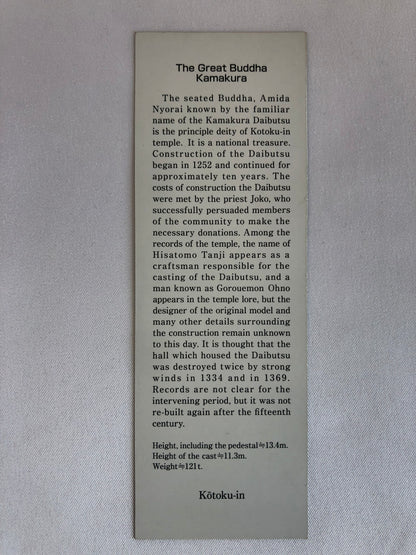 The Great Buddha
Kamakura
The seated Buddha, Amida
Nyorai known by the familiar
name of the Kamakura Daibutsu
is the principle deity of Kotoku-in
temple. It is a national treasure.
Construction of the Daibutsu
began in 1252 and continued for
approximately ten years. The
costs of construction the Daibutsu
were met by the priest Joko, who
successfully persuaded members
of the community to make the
necessary donations. Among the
records of the temple, the name of
Hisatomo Tanji appears as a
craftsman responsible for the
casting of the Daibutsu, and a
man known as Gorouemon Ohno
appears in the temple lore, but the
designer of the original model and
many other details surrounding
the construction remain unknown
to this day. It is thought that the
hall which housed the Daibutsu
was destroyed twice by strong
winds in 1334 and in 1369.
Records are not clear for the
intervening period, but it was not
re-built again after the fifteenth
century.
Height, including the pedestal≒13.4m.
Height of the cast≒11.3m.
Weight≒121t.
Kōtoku-in